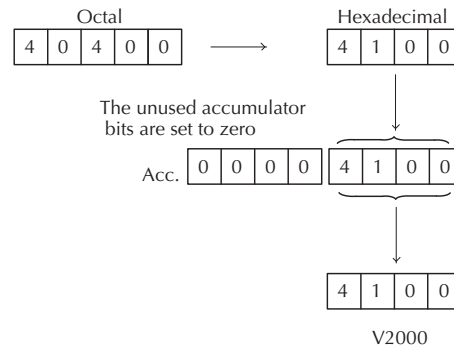 Octal Hexadecimal
4 0 4 0 0 4 1 0 0
The unused accumulator
bits are set to zero
Acc. 0 0 0 0 4 1 0 0
4 1 0 0
V2000